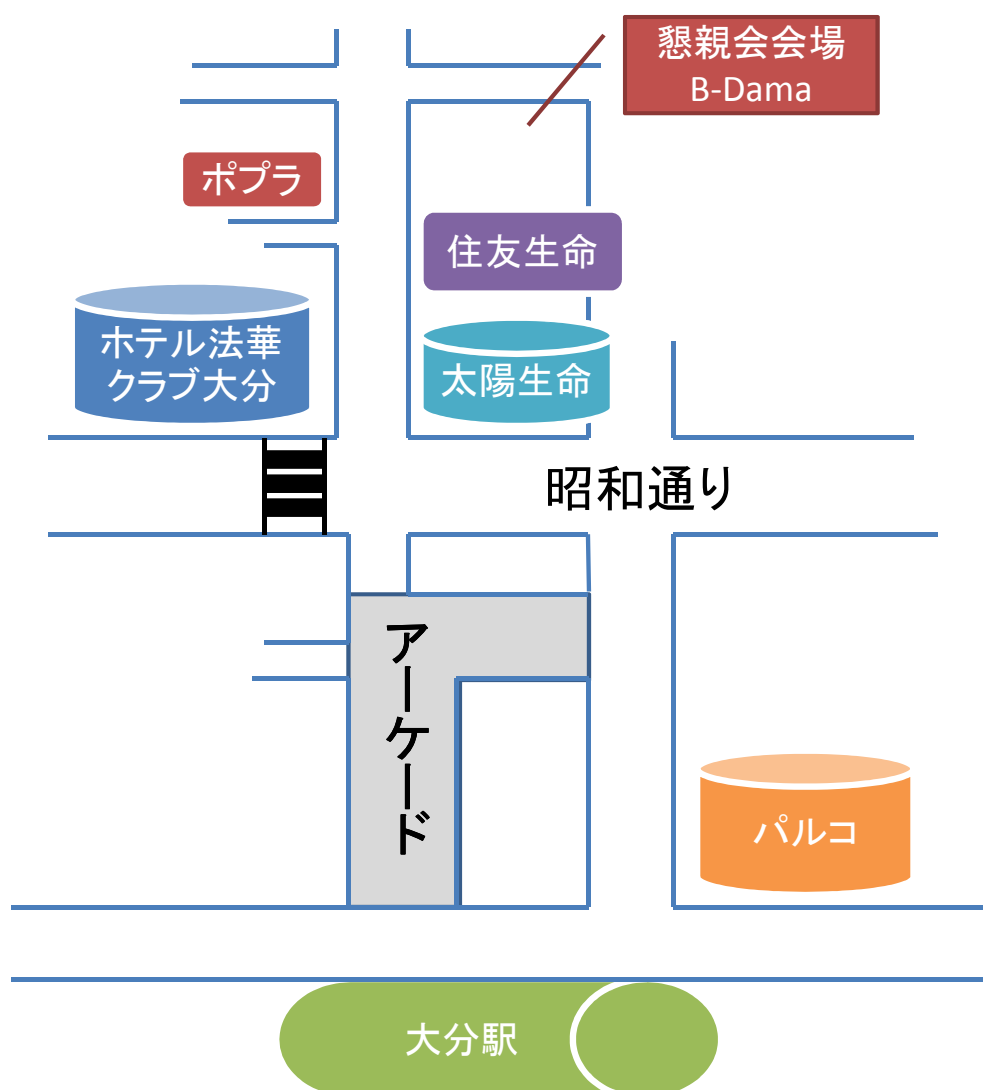 懇親会会場
B-Dama
ポプラ
住友生命
ホテル法華
クラブ大分
太陽生命
昭和通り
アーケード
パルコ
大分駅